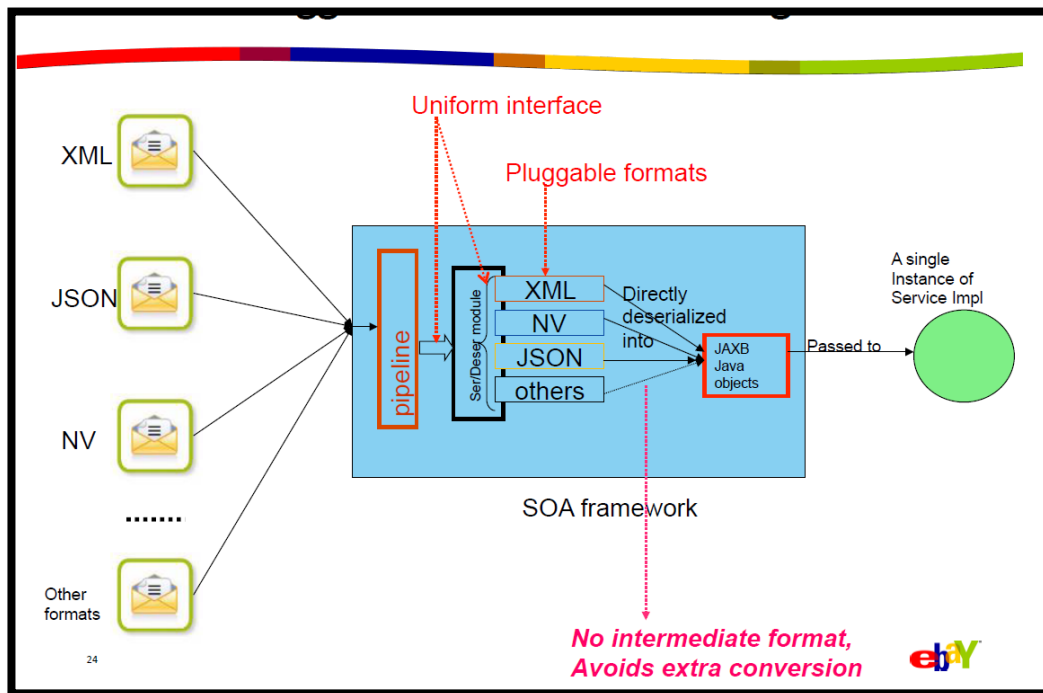 Uniform interface
XML
Pluggable formats
JSON
NV
Other
formats
pipeline
Ser/Deser module
XML
NV
JSON
others
Directly
deserialized
into
JAXB
Java
objects
Passed to
A single
Instance of
Service Impl
SOA framework
No intermediate format,
Avoids extra conversion
24
ebaY